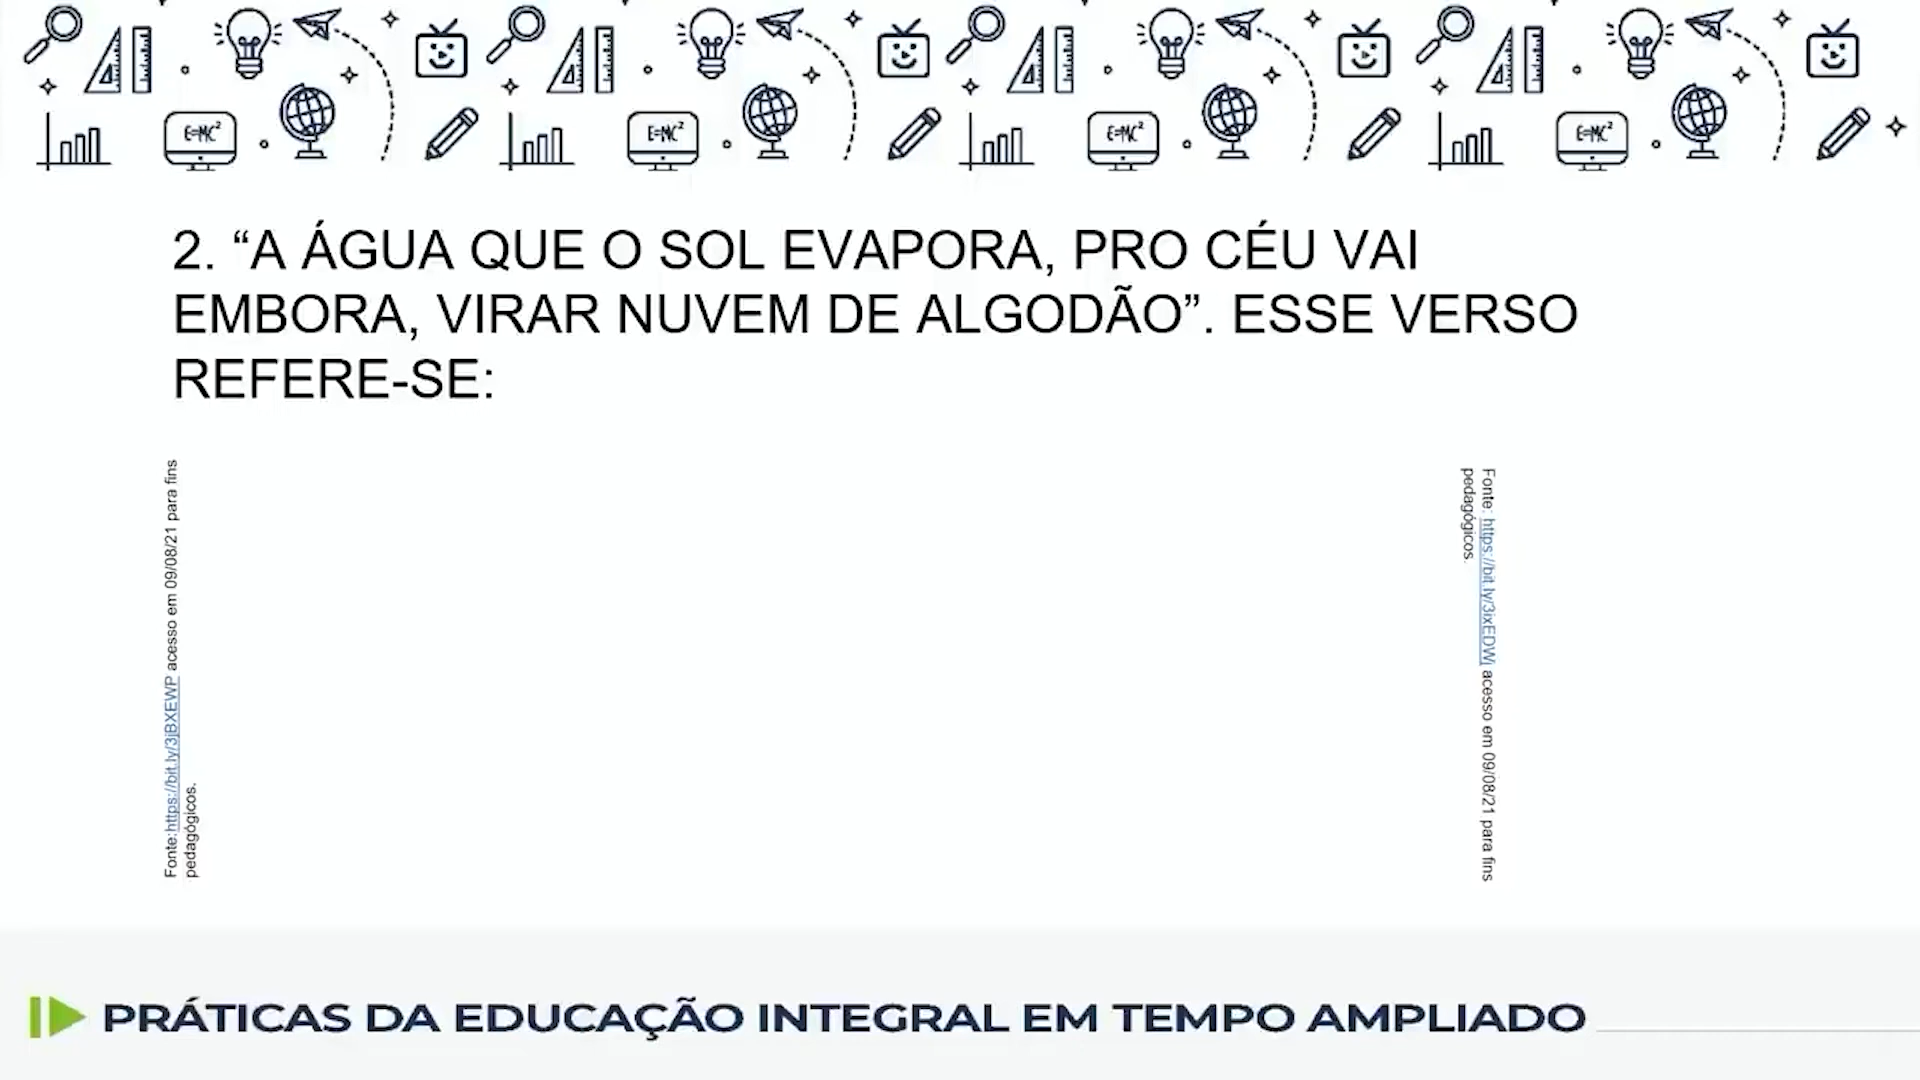 E=MC²
E=MC²
E=MC²
E=MC²
2. “A ÁGUA QUE O SOL EVAPORA, PRO CÉU VAI
EMBORA, VIRAR NUVEM DE ALGODÃO”. ESSE VERSO
REFERE-SE:
Fonte:https://bit.ly/3jBXEWP acesso em 09/08/21 para fins
pedagógicos.
Fonte: https://bit.ly/3ixEDWj acesso em 09/08/21 para fins
pedagógicos.
PRÁTICAS DA EDUCAÇÃO INTEGRAL EM TEMPO AMPLIADO